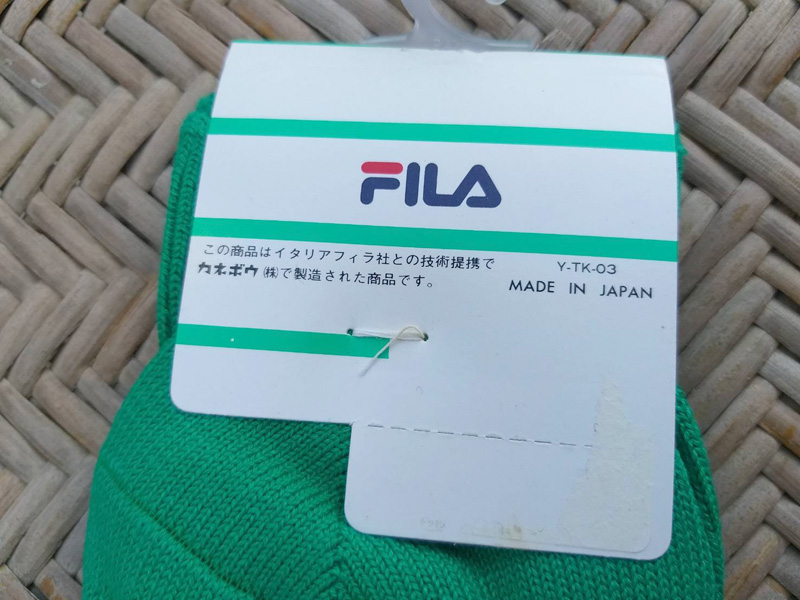 FILA
この商品はイタリアフィラ社との技術提携で
カネボウ㈱で製造された商品です。
Y-TK-03
MADE IN JAPAN